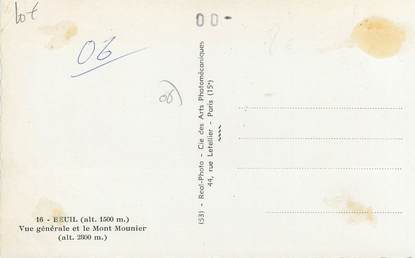 lot
00-
06
06
(53) - Real-Photo - Cie des Arts Photomécaniques
44, rue Letellier - Paris (15e)
16 - BEUIL (alt. 1500 m.)
Vue générale et le Mont Mounier
(alt. 2800 m.)